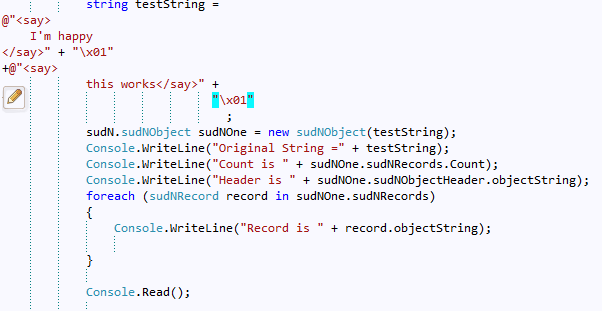 string testString =
@"<say>
I'm happy
</say>" + "\x01"
+@"<say>
this works</say>" +
"\x01"
;
sudN.sudNObject sudNOne = new sudNObject(testString);
Console.WriteLine("Original String =" + testString);
Console.WriteLine("Count is " + sudNOne.sudNRecords.Count);
Console.WriteLine("Header is " + sudNOne.sudNObjectHeader.objectString);
foreach (sudNRecord record in sudNOne.sudNRecords)
{
Console.WriteLine("Record is " + record.objectString);
}
Console.Read();